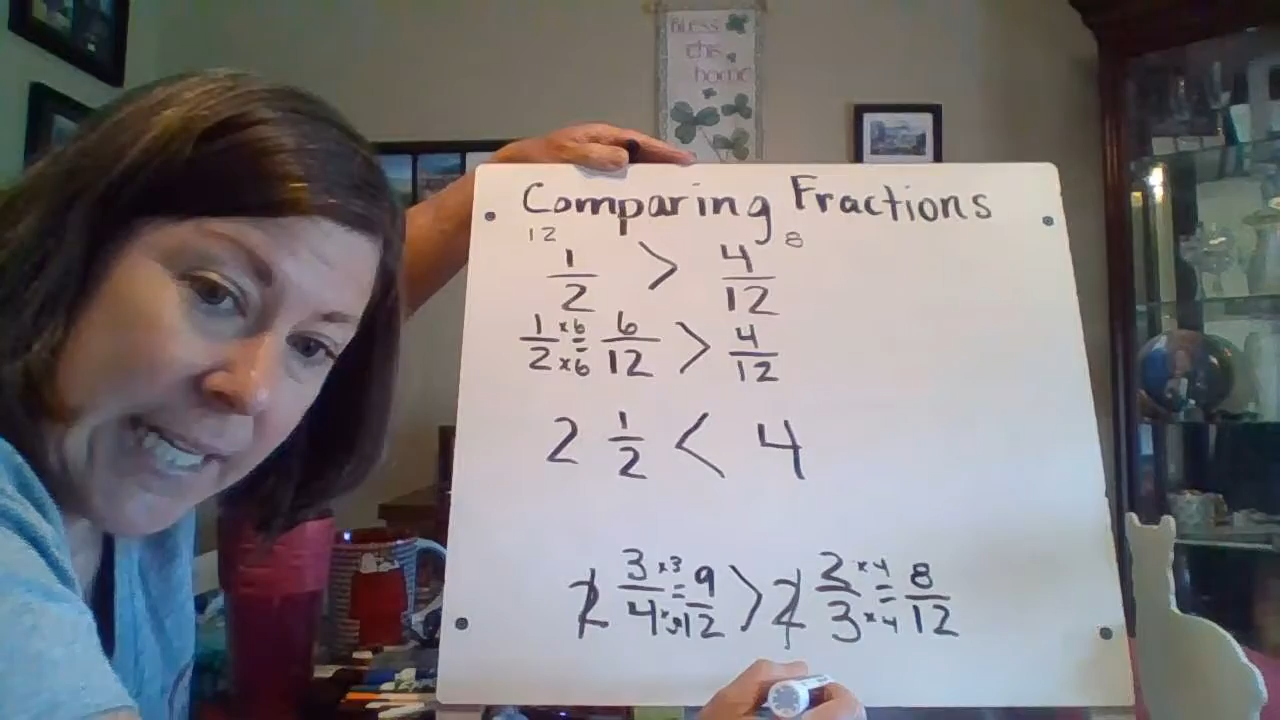 Bless
this
home
Comparing Fractions
12 8
1/2 > 4/12
1/2 ×6/×6 = 6/12 > 4/12
2 1/2 < 4
2 3/4 ×3/×3 = 9/12 > 2 2/3 ×4/×4 = 8/12